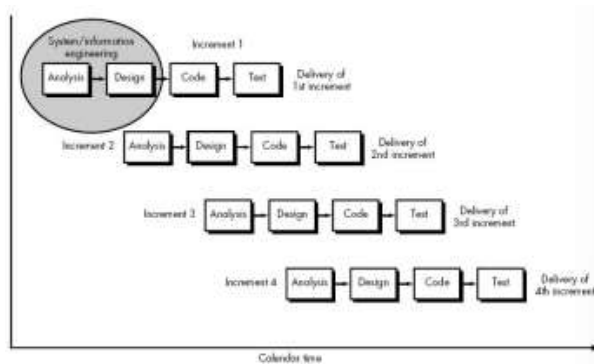 System/information
engineering
Increment 1
Analysis
Design
Code
Test
Delivery of
1st increment
Increment 2
Analysis
Design
Code
Test
Delivery of
2nd increment
Increment 3
Analysis
Design
Code
Test
Delivery of
3rd increment
Increment 4
Analysis
Design
Code
Test
Delivery of
4th increment
Calendar time